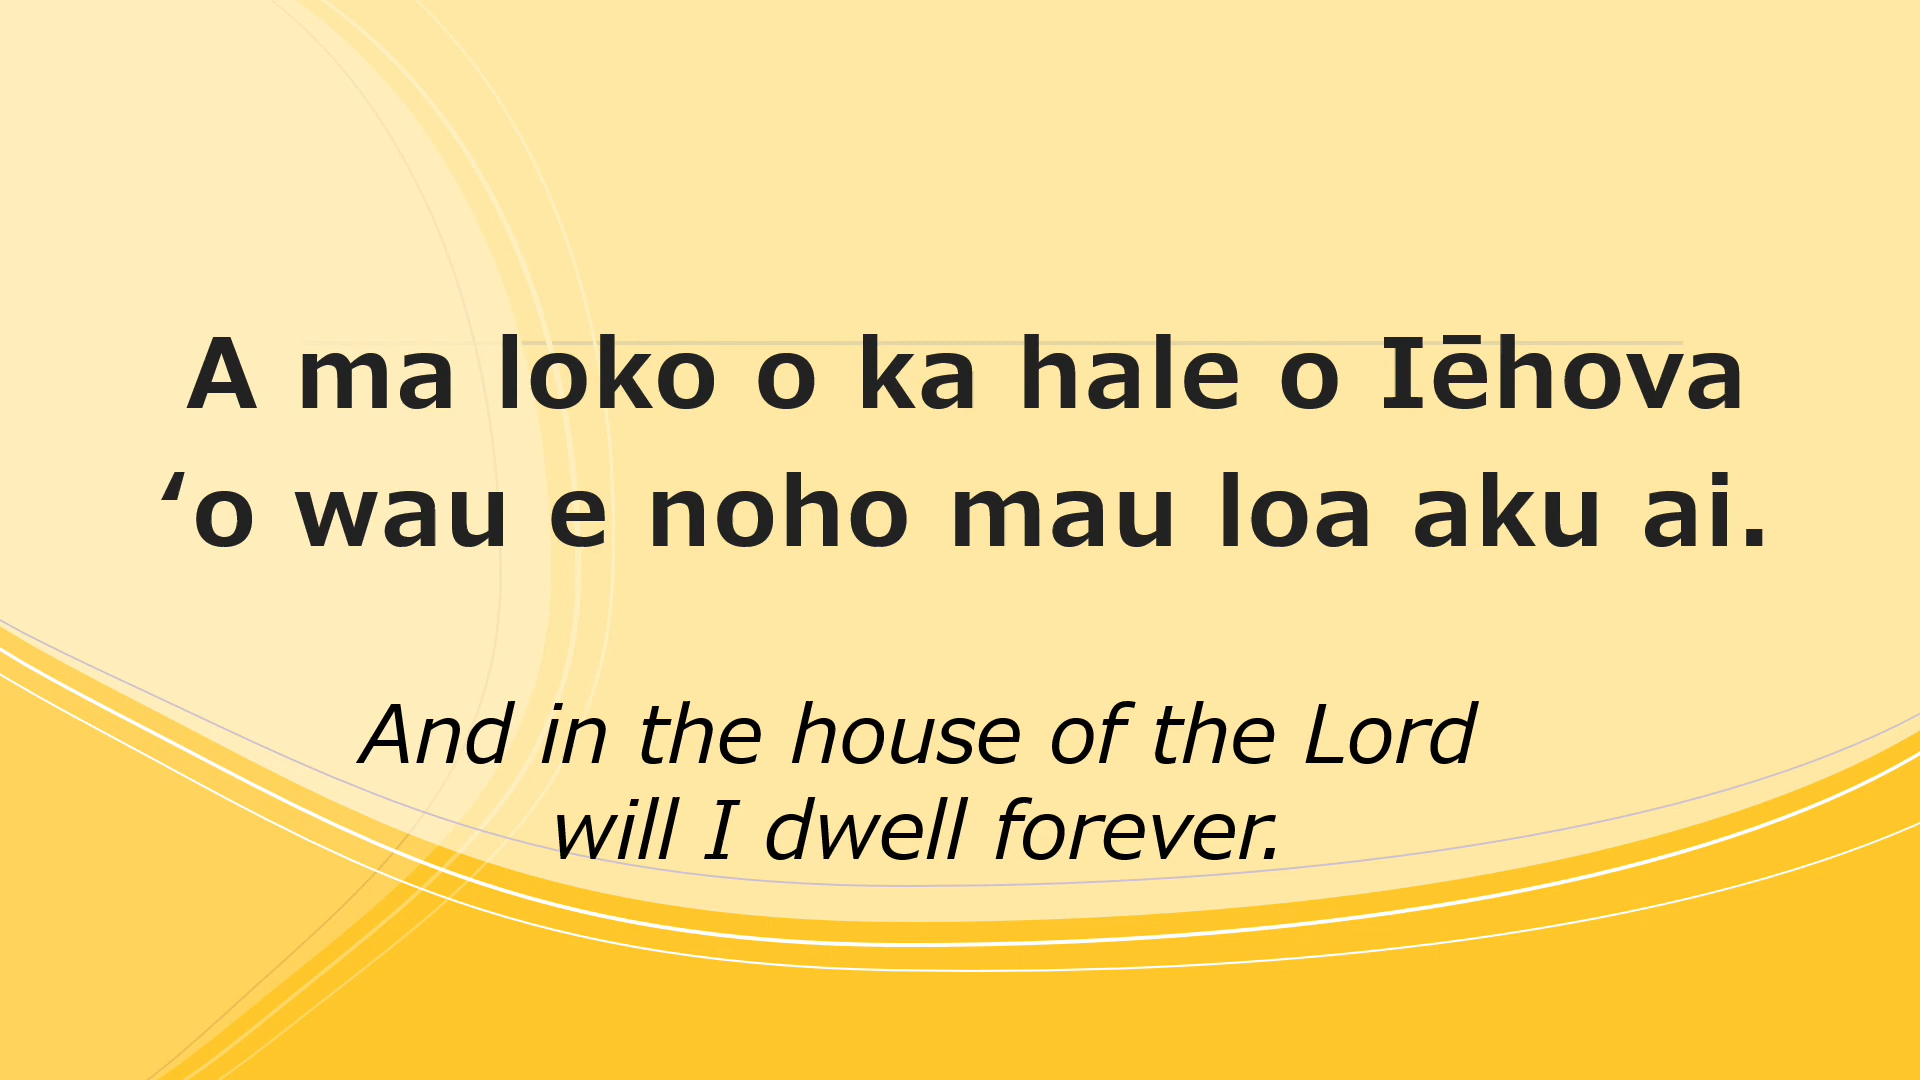 A ma loko o ka hale o Iēhova
‘o wau e noho mau loa aku ai.
And in the house of the Lord
will I dwell forever.